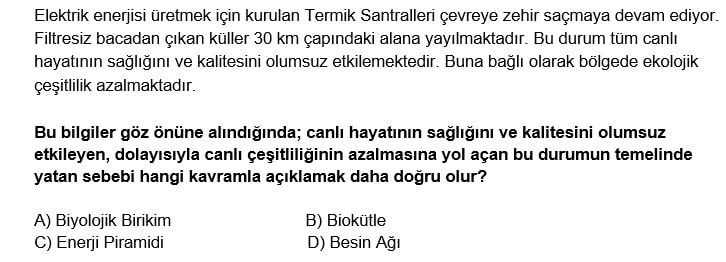 Elektrik enerjisi üretmek için kurulan Termik Santralleri çevreye zehir saçmaya devam ediyor.
Filtresiz bacadan çıkan küller 30 km çapındaki alana yayılmaktadır. Bu durum tüm canlı
hayatının sağlığını ve kalitesini olumsuz etkilemektedir. Buna bağlı olarak bölgede ekolojik
çeşitlilik azalmaktadır.
Bu bilgiler göz önüne alındığında; canlı hayatının sağlığını ve kalitesini olumsuz
etkileyen, dolayısıyla canlı çeşitliliğinin azalmasına yol açan bu durumun temelinde
yatan sebebi hangi kavramla açıklamak daha doğru olur?
A) Biyolojik Birikim B) Biokütle
C) Enerji Piramidi D) Besin Ağı